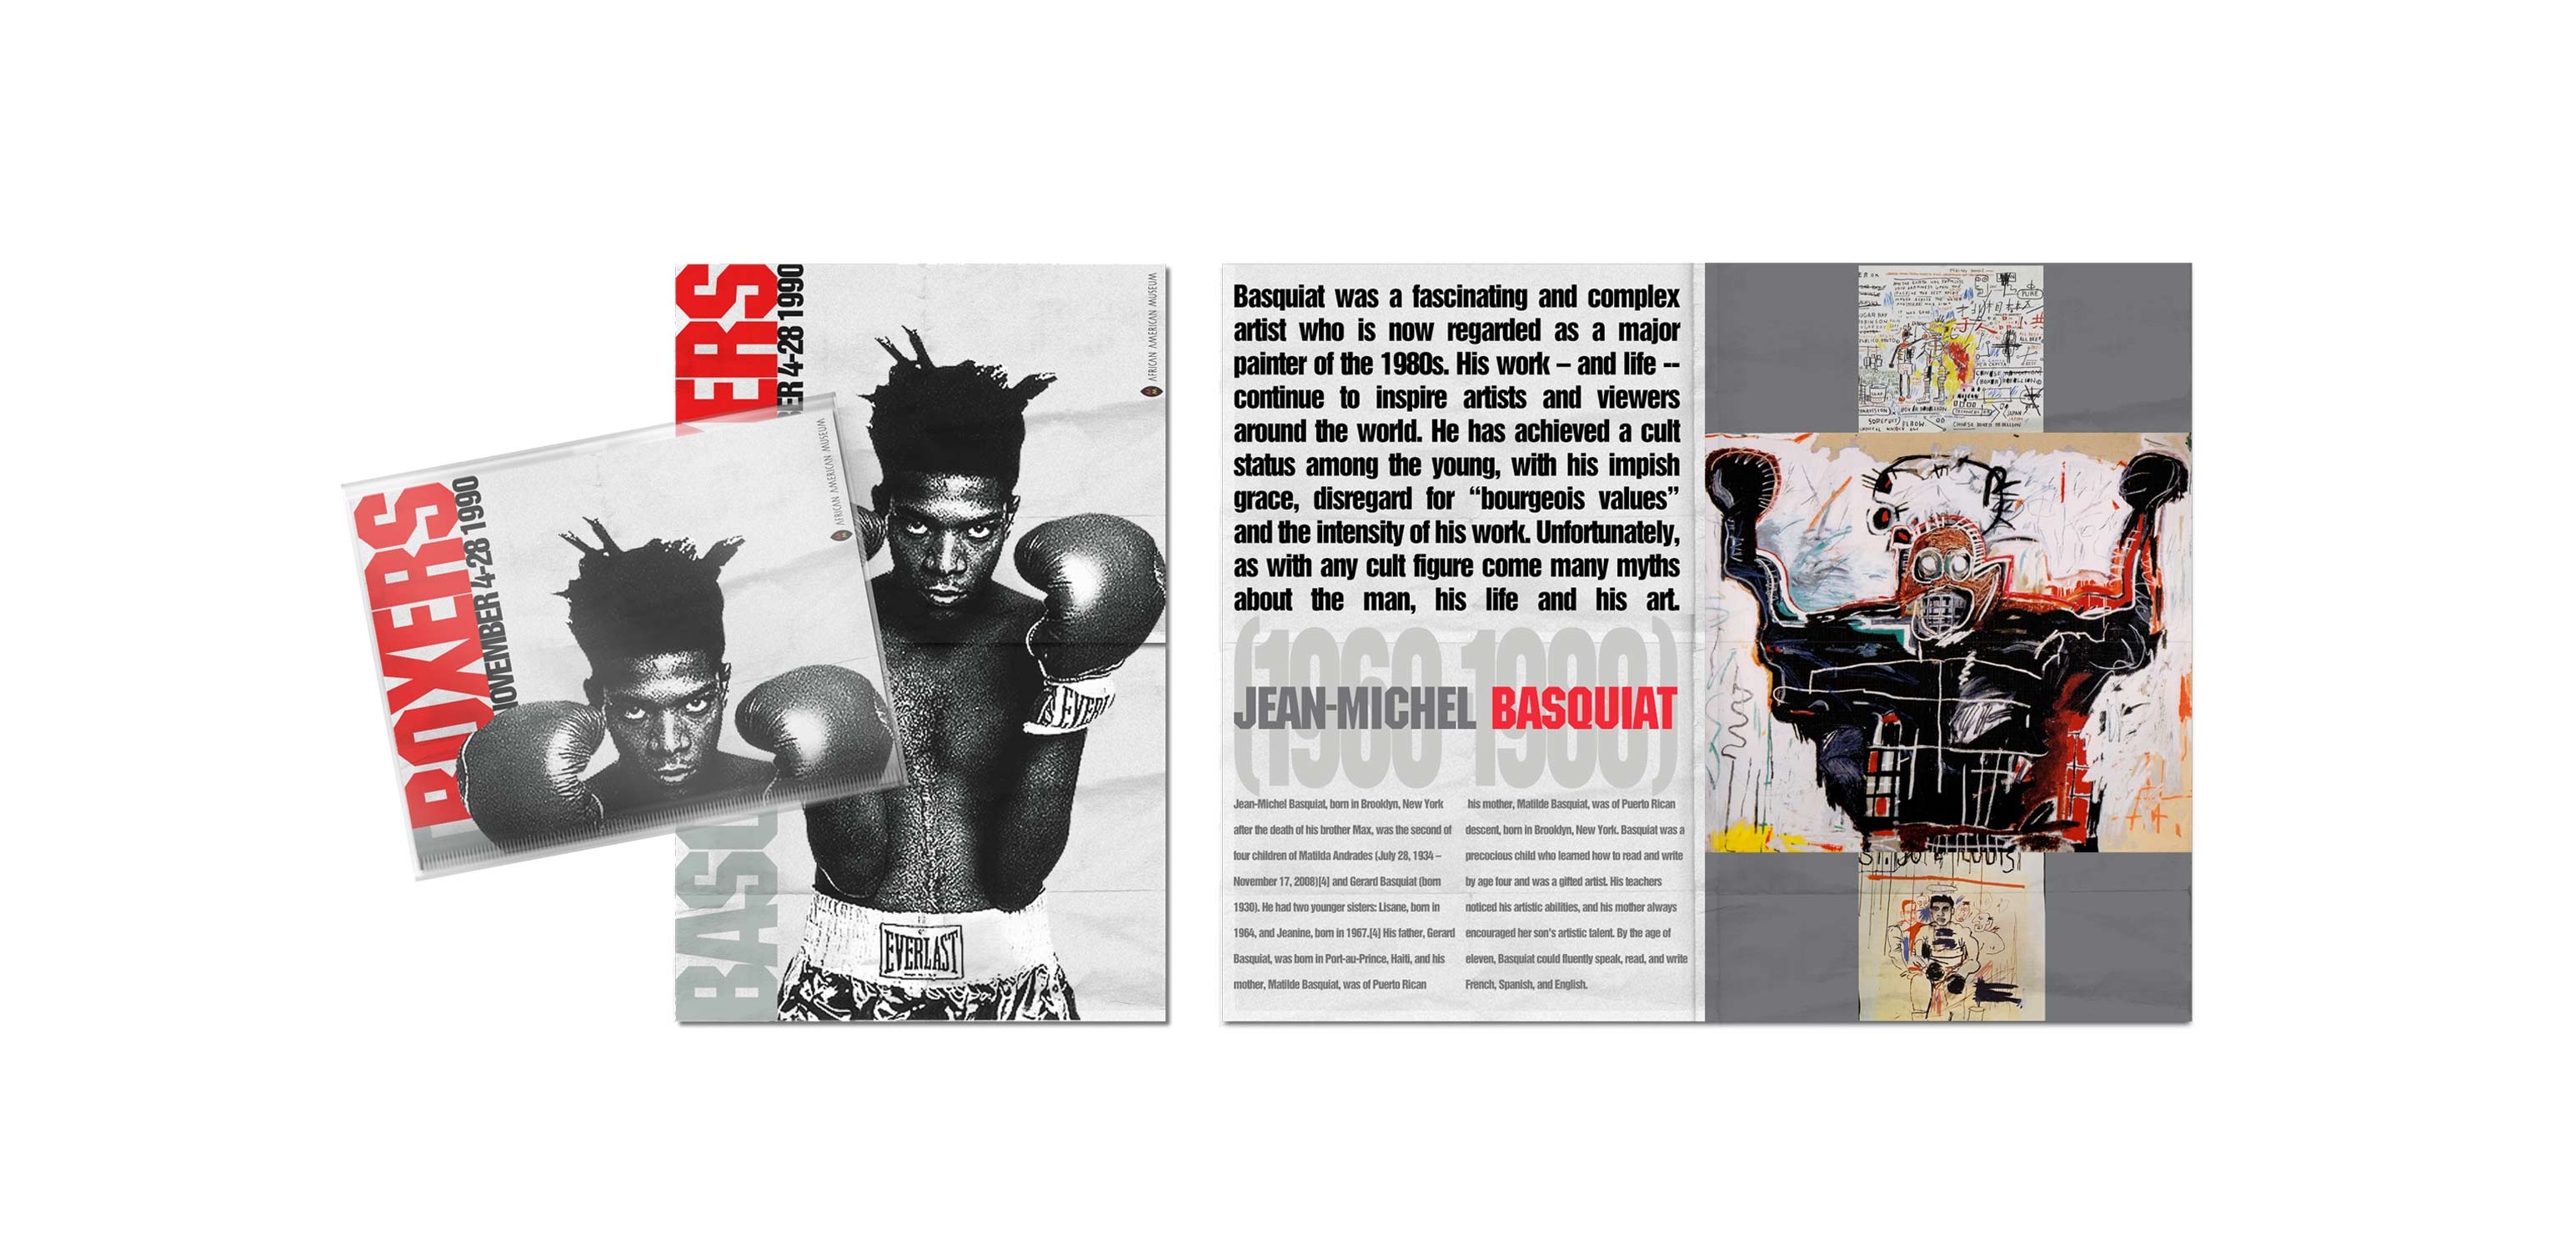 BOXERS
NOVEMBER 4-28 1990
AFRICAN AMERICAN MUSEUM
ERS
ER 4-28 1990
AFRICAN AMERICAN MUSEUM
BASQ
EVERL
EVERLAST
Basquiat was a fascinating and complex
artist who is now regarded as a major
painter of the 1980s. His work – and life --
continue to inspire artists and viewers
around the world. He has achieved a cult
status among the young, with his impish
grace, disregard for “bourgeois values”
and the intensity of his work. Unfortunately,
as with any cult figure come many myths
about the man, his life and his art.
(1960 1900)
JEAN-MICHEL BASQUIAT
Jean-Michel Basquiat, born in Brooklyn, New York
after the death of his brother Max, was the second of
four children of Matilda Andrades (July 28, 1934 –
November 17, 2008)[4] and Gerard Basquiat (born
1930). He had two younger sisters: Lisane, born in
1964, and Jeanine, born in 1967.[4] His father, Gerard
Basquiat, was born in Port-au-Prince, Haiti, and his
mother, Matilde Basquiat, was of Puerto Rican
his mother, Matilde Basquiat, was of Puerto Rican
descent, born in Brooklyn, New York. Basquiat was a
precocious child who learned how to read and write
by age four and was a gifted artist. His teachers
noticed his artistic abilities, and his mother always
encouraged her son's artistic talent. By the age of
eleven, Basquiat could fluently speak, read, and write
French, Spanish, and English.
PURE